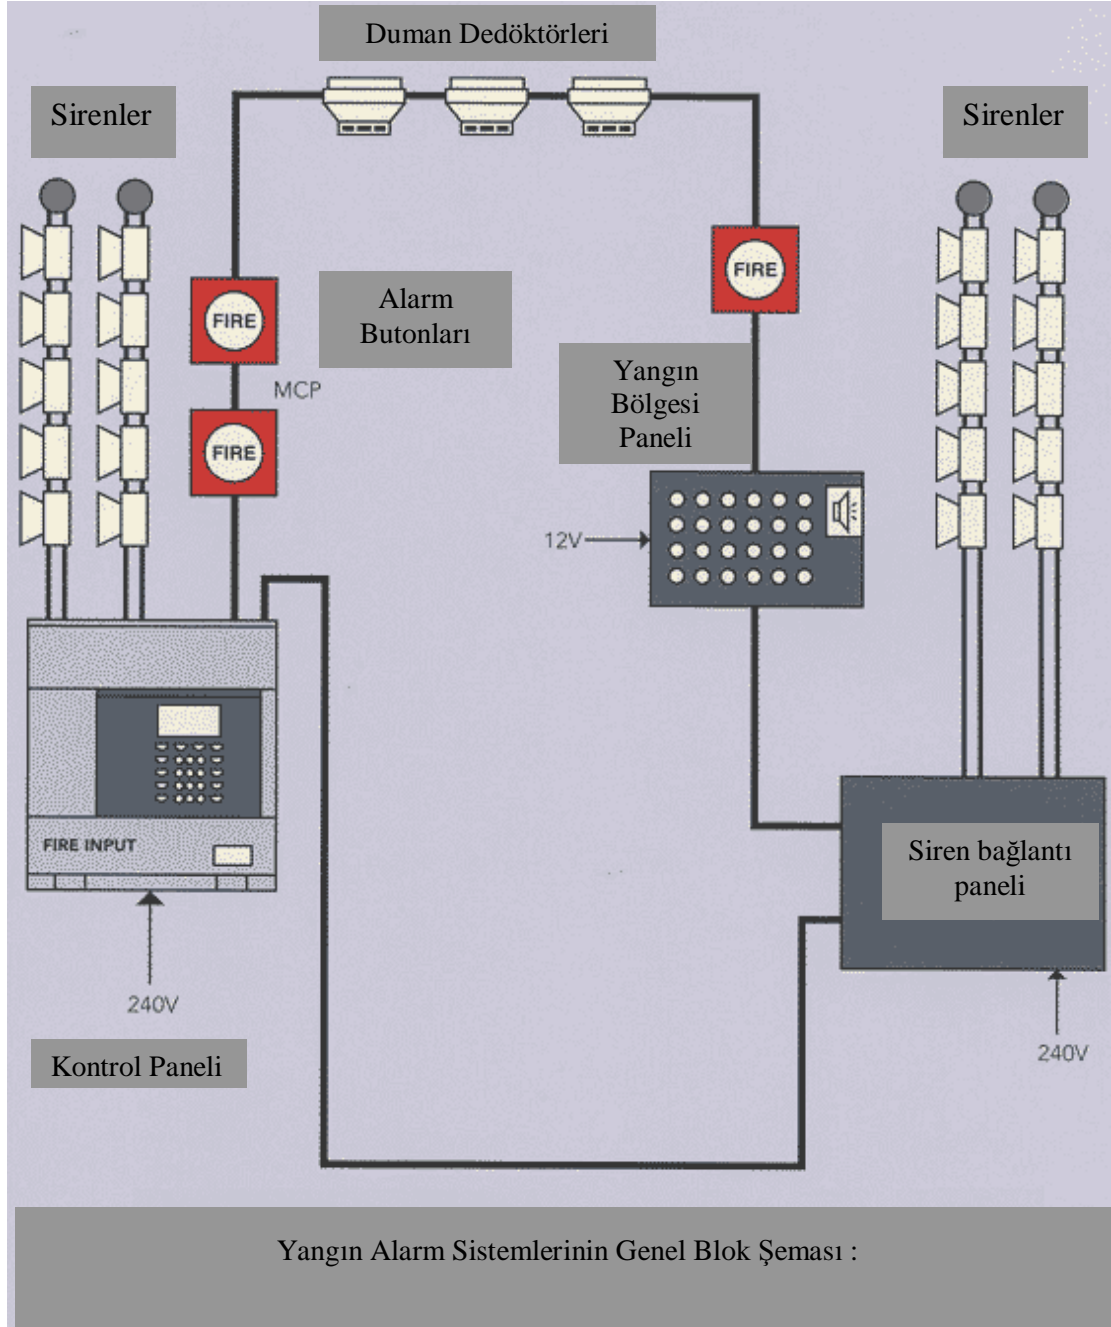 Duman Dedöktörleri
Sirenler
Sirenler
FIRE
FIRE
Alarm
Butonları
MCP
FIRE
Yangın
Bölgesi
Paneli
12V
FIRE INPUT
240V
Siren bağlantı
paneli
240V
Kontrol Paneli
Yangın Alarm Sistemlerinin Genel Blok Şeması :